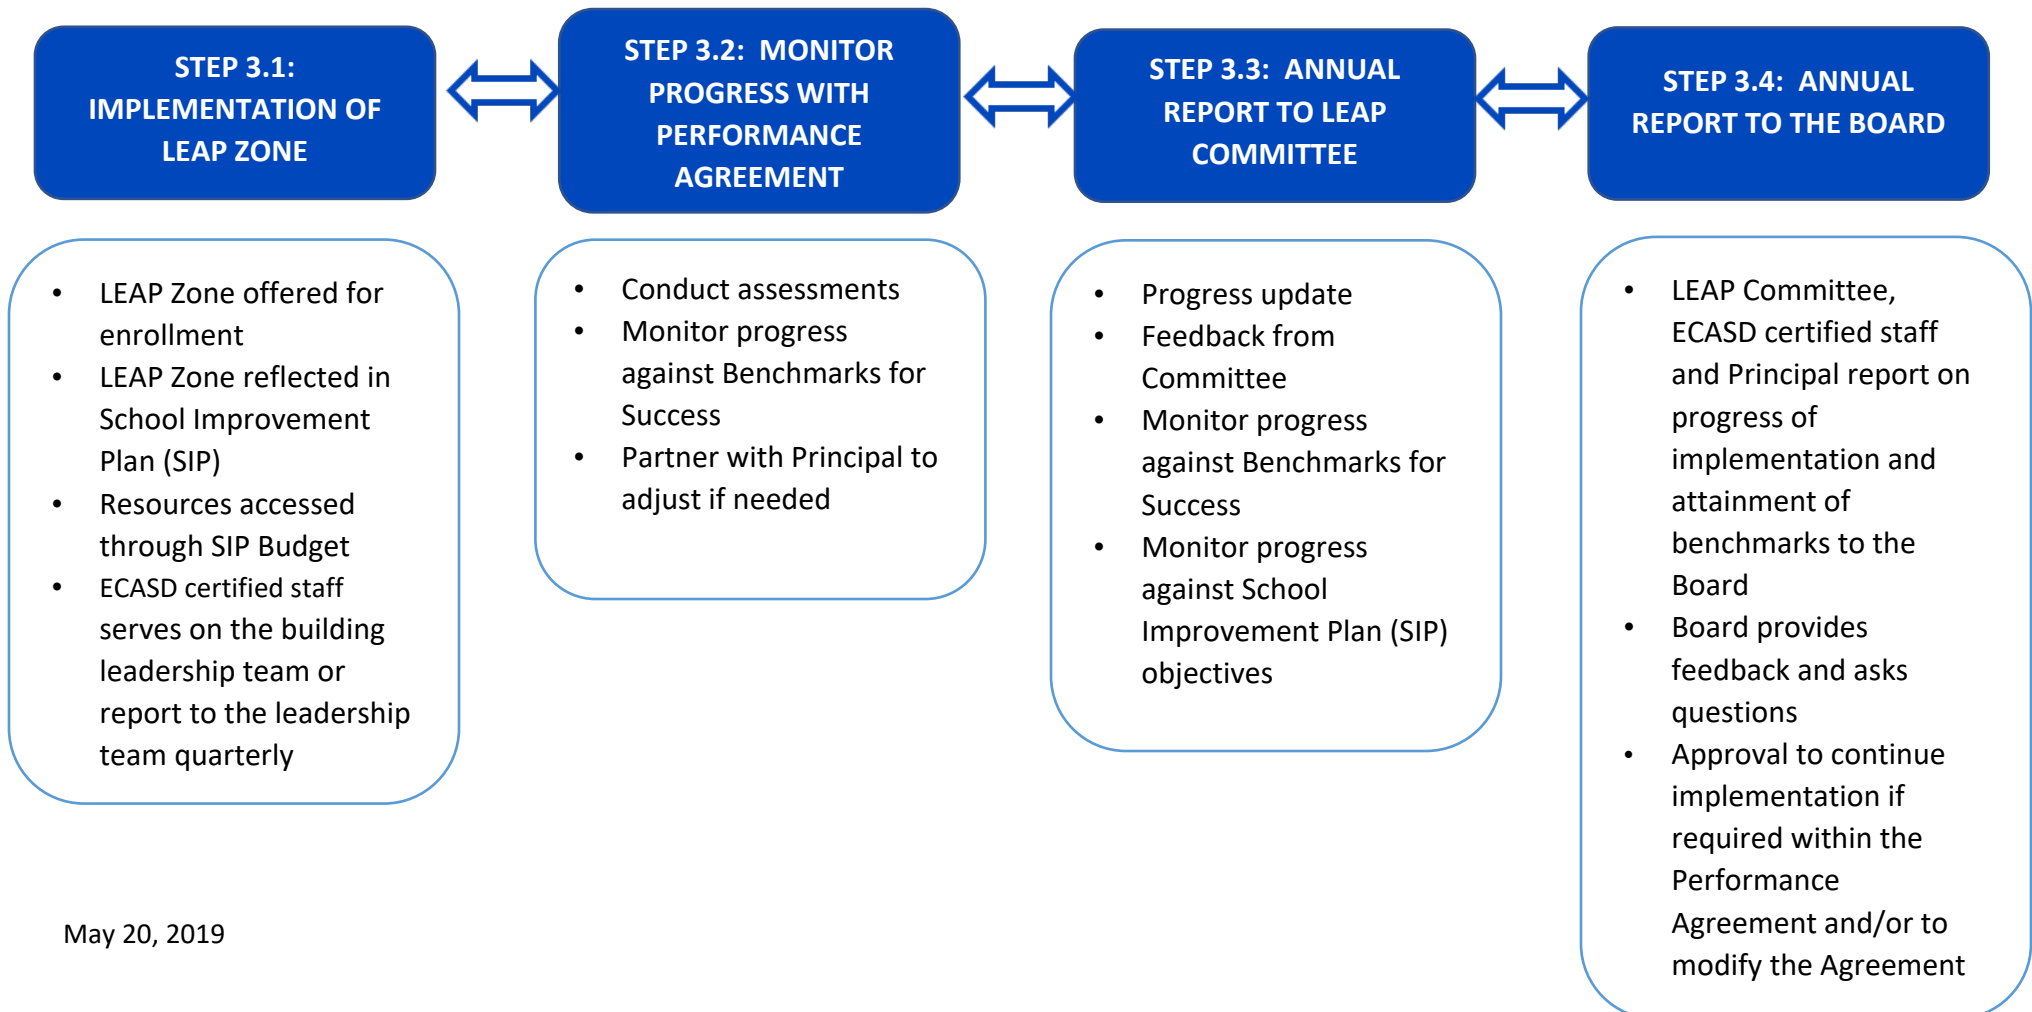 STEP 3.1:
IMPLEMENTATION OF
LEAP ZONE
STEP 3.2:  MONITOR
PROGRESS WITH
PERFORMANCE
AGREEMENT
STEP 3.3:  ANNUAL
REPORT TO LEAP
COMMITTEE
STEP 3.4:  ANNUAL
REPORT TO THE BOARD
• LEAP Zone offered for
enrollment
• LEAP Zone reflected in
School Improvement
Plan (SIP)
• Resources accessed
through SIP Budget
• ECASD certified staff
serves on the building
leadership team or
report to the leadership
team quarterly
• Conduct assessments
• Monitor progress
against Benchmarks for
Success
• Partner with Principal to
adjust if needed
• Progress update
• Feedback from
Committee
• Monitor progress
against Benchmarks for
Success
• Monitor progress
against School
Improvement Plan (SIP)
objectives
• LEAP Committee,
ECASD certified staff
and Principal report on
progress of
implementation and
attainment of
benchmarks to the
Board
• Board provides
feedback and asks
questions
• Approval to continue
implementation if
required within the
Performance
Agreement and/or to
modify the Agreement
May 20, 2019